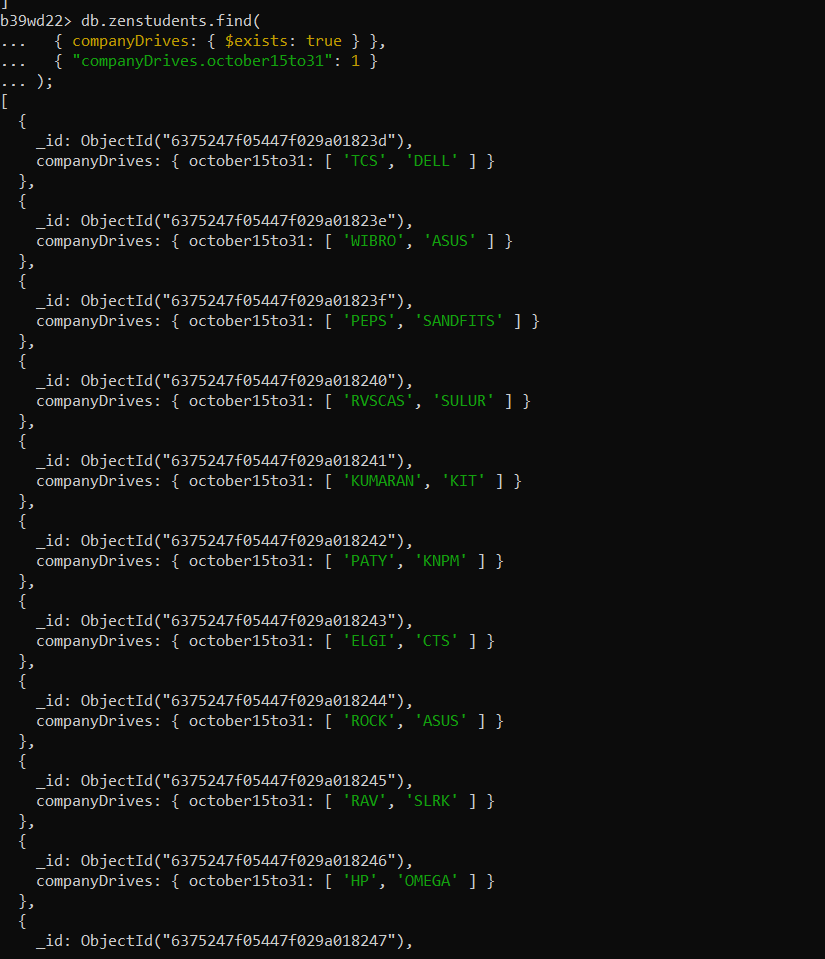 ]
b39wd22> db.zenstudents.find(
...   { companyDrives: { $exists: true } },
...   { "companyDrives.october15to31": 1 }
... );
[
  {
    _id: ObjectId("6375247f05447f029a01823d"),
    companyDrives: { october15to31: [ 'TCS', 'DELL' ] }
  },
  {
    _id: ObjectId("6375247f05447f029a01823e"),
    companyDrives: { october15to31: [ 'WIBRO', 'ASUS' ] }
  },
  {
    _id: ObjectId("6375247f05447f029a01823f"),
    companyDrives: { october15to31: [ 'PEPS', 'SANDFITS' ] }
  },
  {
    _id: ObjectId("6375247f05447f029a018240"),
    companyDrives: { october15to31: [ 'RVSCAS', 'SULUR' ] }
  },
  {
    _id: ObjectId("6375247f05447f029a018241"),
    companyDrives: { october15to31: [ 'KUMARAN', 'KIT' ] }
  },
  {
    _id: ObjectId("6375247f05447f029a018242"),
    companyDrives: { october15to31: [ 'PATY', 'KNPM' ] }
  },
  {
    _id: ObjectId("6375247f05447f029a018243"),
    companyDrives: { october15to31: [ 'ELGI', 'CTS' ] }
  },
  {
    _id: ObjectId("6375247f05447f029a018244"),
    companyDrives: { october15to31: [ 'ROCK', 'ASUS' ] }
  },
  {
    _id: ObjectId("6375247f05447f029a018245"),
    companyDrives: { october15to31: [ 'RAV', 'SLRK' ] }
  },
  {
    _id: ObjectId("6375247f05447f029a018246"),
    companyDrives: { october15to31: [ 'HP', 'OMEGA' ] }
  },
  {
    _id: ObjectId("6375247f05447f029a018247"),